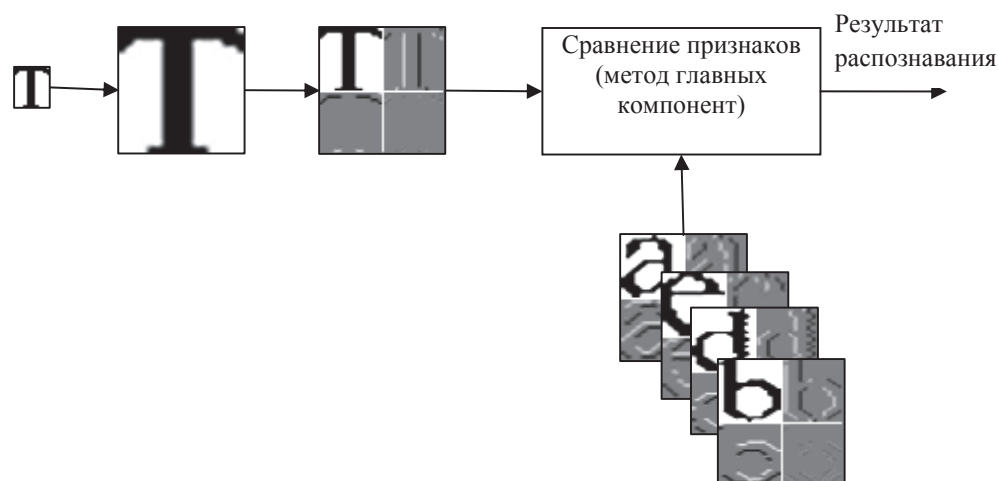 T
T
T
Сравнение признаков
(метод главных
компонент)
Результат
распознавания
a
e
d
b